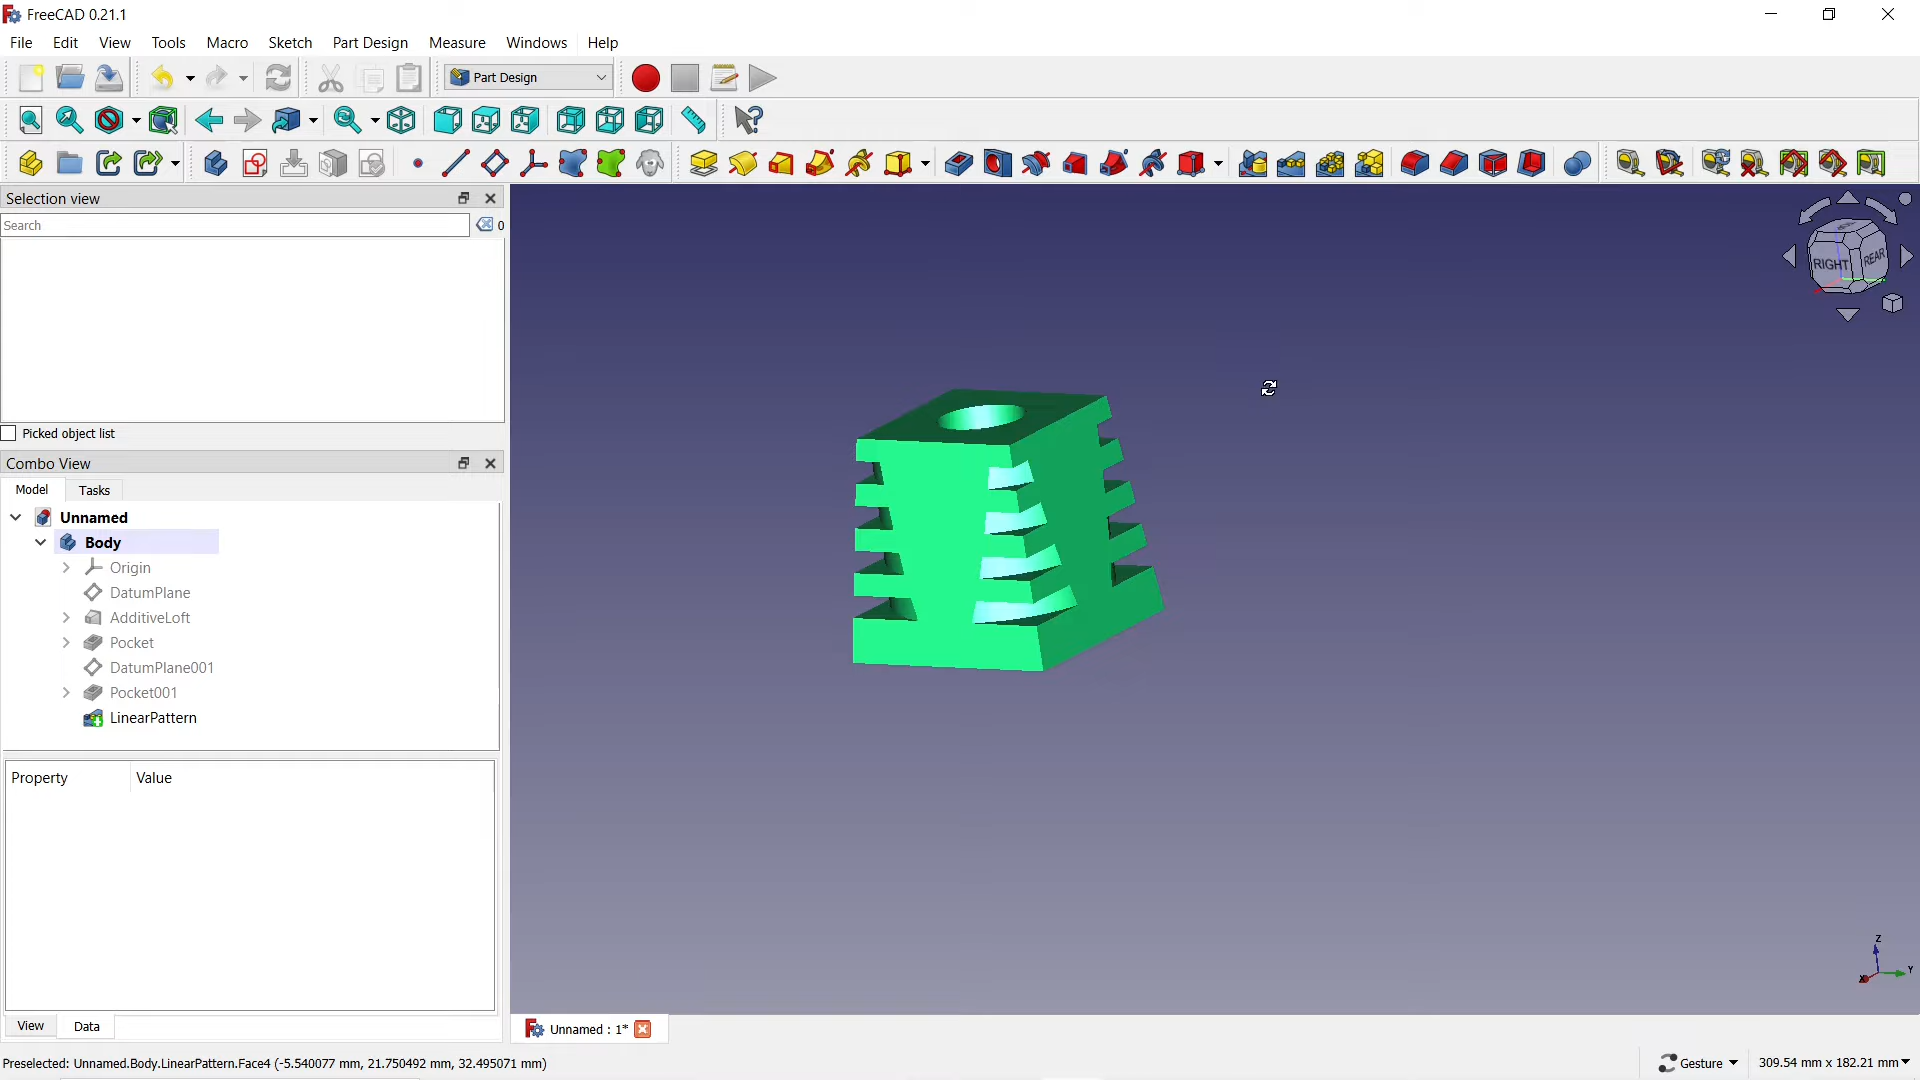 FreeCAD 0.21.1
File Edit View Tools Macro Sketch Part Design Measure Windows Help
Part Design
Selection view
Search
0
Picked object list
Combo View
Model Tasks
Unnamed
Body
Origin
DatumPlane
AdditiveLoft
Pocket
DatumPlane001
Pocket001
LinearPattern
Property Value
View Data
RIGHT REAR
Z
Y
X
Unnamed : 1*
Preselected: Unnamed.Body.LinearPattern.Face4 (-5.540077 mm, 21.750492 mm, 32.495071 mm)
Gesture
309.54 mm x 182.21 mm